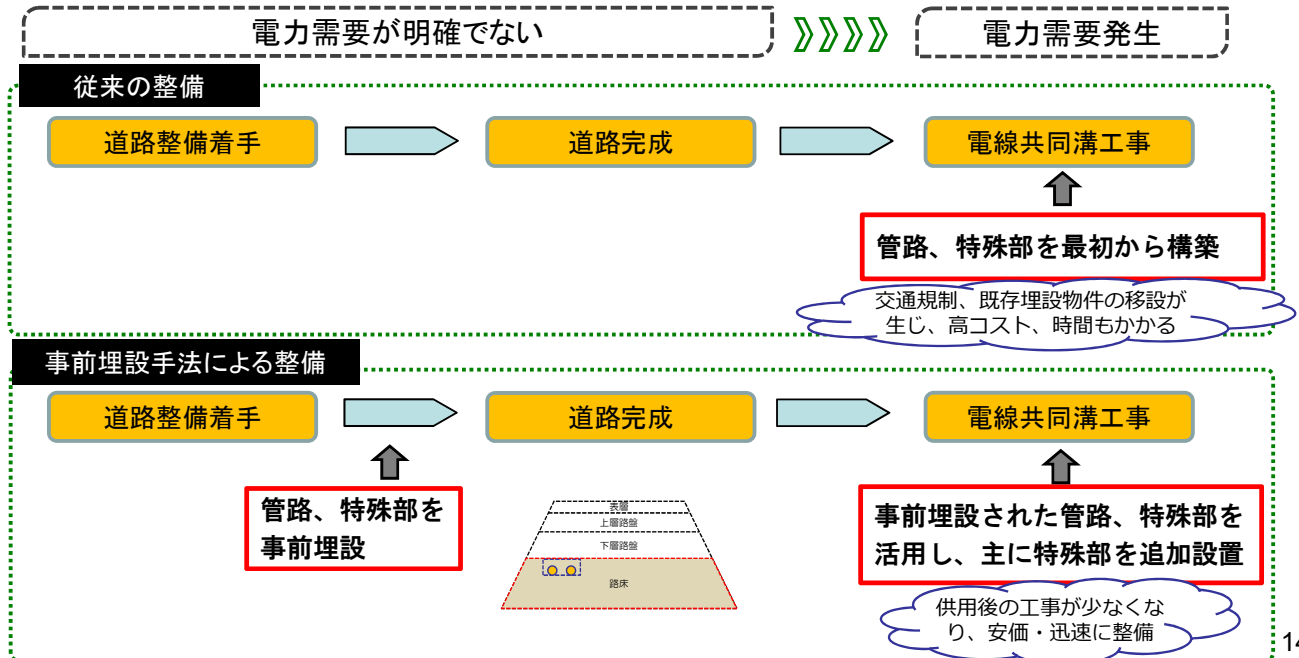 電力需要が明確でない
電力需要発生
従来の整備
道路整備着手
道路完成
電線共同溝工事
管路、特殊部を最初から構築
交通規制、既存埋設物件の移設が
生じ、高コスト、時間もかかる
事前埋設手法による整備
道路整備着手
道路完成
電線共同溝工事
管路、特殊部を
事前埋設
表層
上層路盤
下層路盤
路床
事前埋設された管路、特殊部を
活用し、主に特殊部を追加設置
供用後の工事が少なくな
り、安価・迅速に整備
14